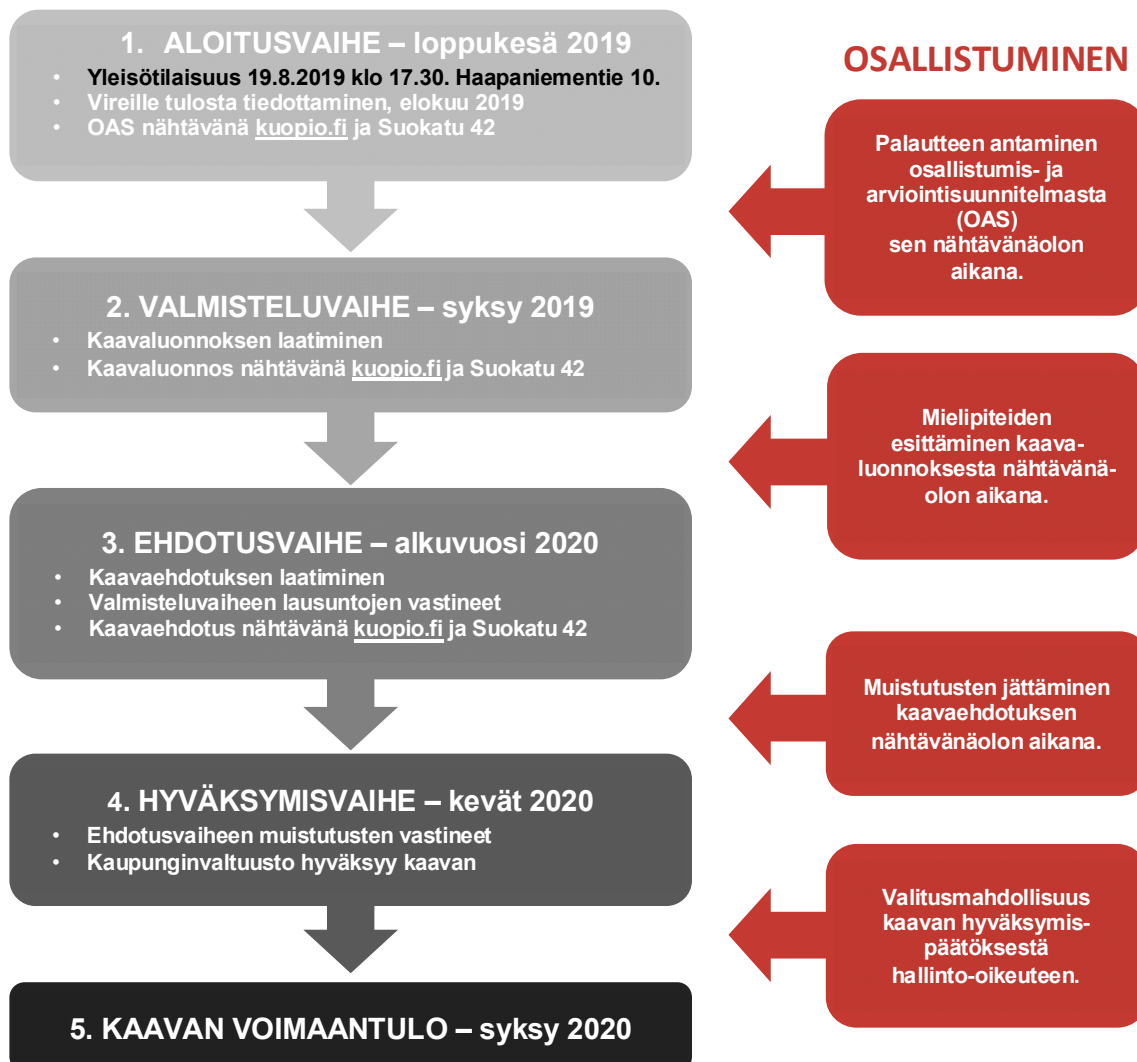 1. ALOITUSVAIHE – loppukesä 2019
• Yleisötilaisuus 19.8.2019 klo 17.30. Haapaniementie 10.
• Vireille tulosta tiedottaminen, elokuu 2019
• OAS nähtävänä kuopio.fi ja Suokatu 42
2. VALMISTELUVAIHE – syksy 2019
• Kaavaluonnoksen laatiminen
• Kaavaluonnos nähtävänä kuopio.fi ja Suokatu 42
3. EHDOTUSVAIHE – alkuvuosi 2020
• Kaavaehdotuksen laatiminen
• Valmisteluvaiheen lausuntojen vastineet
• Kaavaehdotus nähtävänä kuopio.fi ja Suokatu 42
4. HYVÄKSYMISVAIHE – kevät 2020
• Ehdotusvaiheen muistutusten vastineet
• Kaupunginvaltuusto hyväksyy kaavan
5. KAAVAN VOIMAANTULO – syksy 2020
OSALLISTUMINEN
Palautteen antaminen
osallistumis- ja
arviointisuunnitelmasta
(OAS)
sen nähtävänäolon
aikana.
Mielipiteiden
esittäminen kaava-
luonnoksesta nähtävänä-
olon aikana.
Muistutusten jättäminen
kaavaehdotuksen
nähtävänäolon aikana.
Valitusmahdollisuus
kaavan hyväksymis-
päätöksestä
hallinto-oikeuteen.